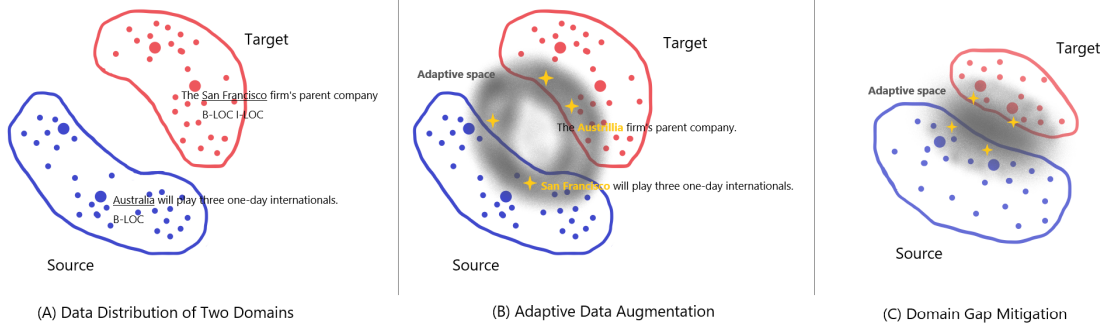 Target
The San Francisco firm's parent company
B-LOC I-LOC
Australia will play three one-day internationals.
B-LOC
Source
(A) Data Distribution of Two Domains
Target
Adaptive space
The Austrillia firm's parent company.
San Francisco will play three one-day internationals.
Source
(B) Adaptive Data Augmentation
Target
Adaptive space
Source
(C) Domain Gap Mitigation